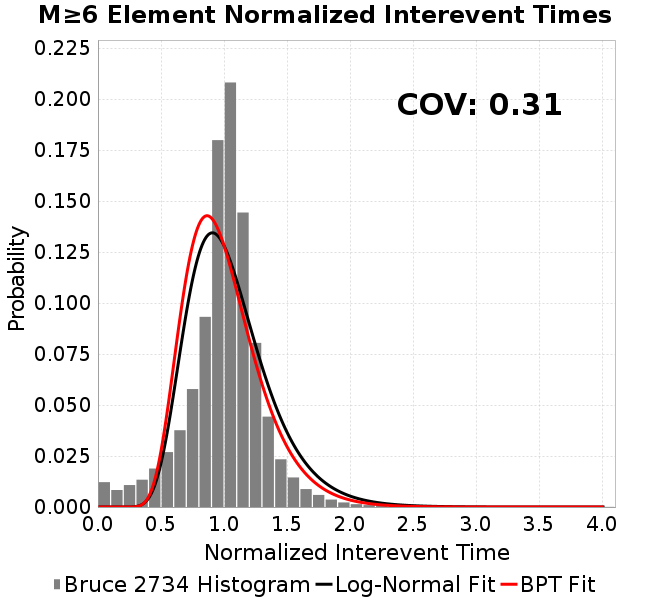 M≥6 Element Normalized Interevent Times
COV: 0.31
Probability
0.225
0.200
0.175
0.150
0.125
0.100
0.075
0.050
0.025
0.000
0.0 0.5 1.0 1.5 2.0 2.5 3.0 3.5 4.0
Normalized Interevent Time
Bruce 2734 Histogram Log-Normal Fit BPT Fit